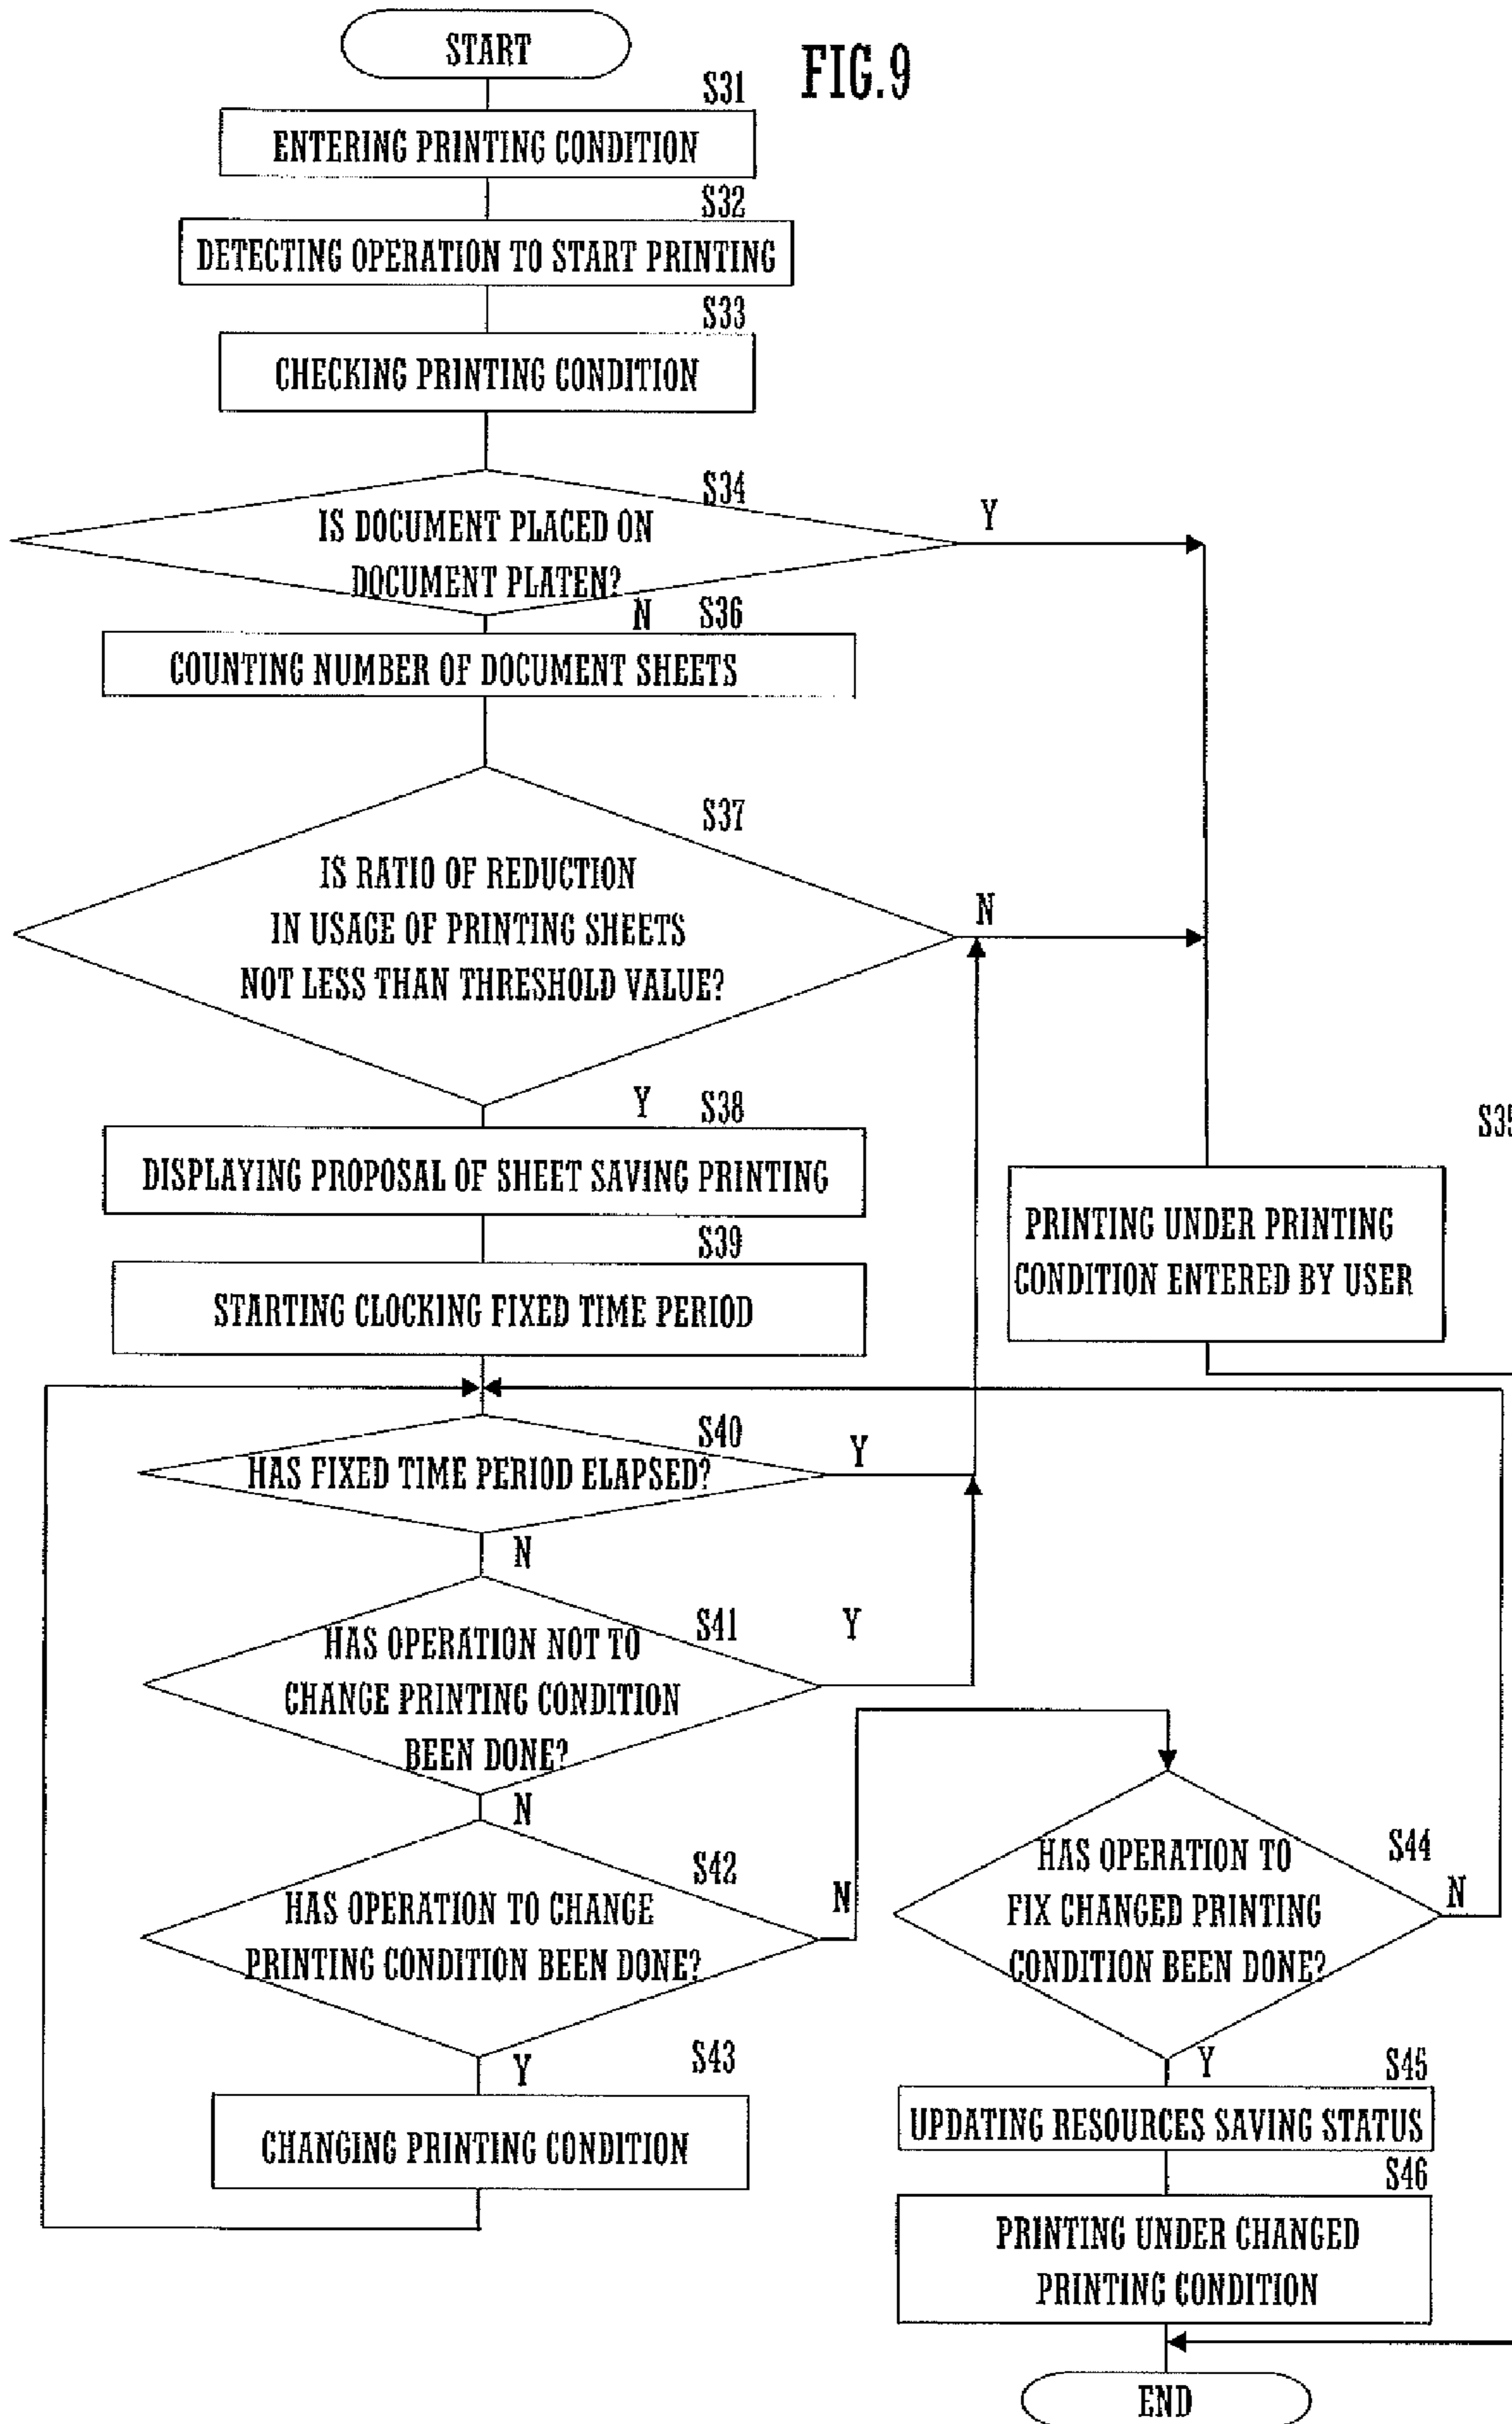 START
FIG.9
S31
ENTERING PRINTING CONDITION
S32
DETECTING OPERATION TO START PRINTING
S33
CHECKING PRINTING CONDITION
S34
IS DOCUMENT PLACED ON
DOCUMENT PLATEN?
Y
N
S36
COUNTING NUMBER OF DOCUMENT SHEETS
S37
IS RATIO OF REDUCTION
IN USAGE OF PRINTING SHEETS
NOT LESS THAN THRESHOLD VALUE?
N
Y
S38
DISPLAYING PROPOSAL OF SHEET SAVING PRINTING
S35
PRINTING UNDER PRINTING
CONDITION ENTERED BY USER
S39
STARTING CLOCKING FIXED TIME PERIOD
S40
HAS FIXED TIME PERIOD ELAPSED?
Y
N
S41
HAS OPERATION NOT TO
CHANGE PRINTING CONDITION
BEEN DONE?
Y
N
S42
HAS OPERATION TO CHANGE
PRINTING CONDITION BEEN DONE?
N
Y
S43
CHANGING PRINTING CONDITION
S44
HAS OPERATION TO
FIX CHANGED PRINTING
CONDITION BEEN DONE?
N
Y
S45
UPDATING RESOURCES SAVING STATUS
S46
PRINTING UNDER CHANGED
PRINTING CONDITION
END